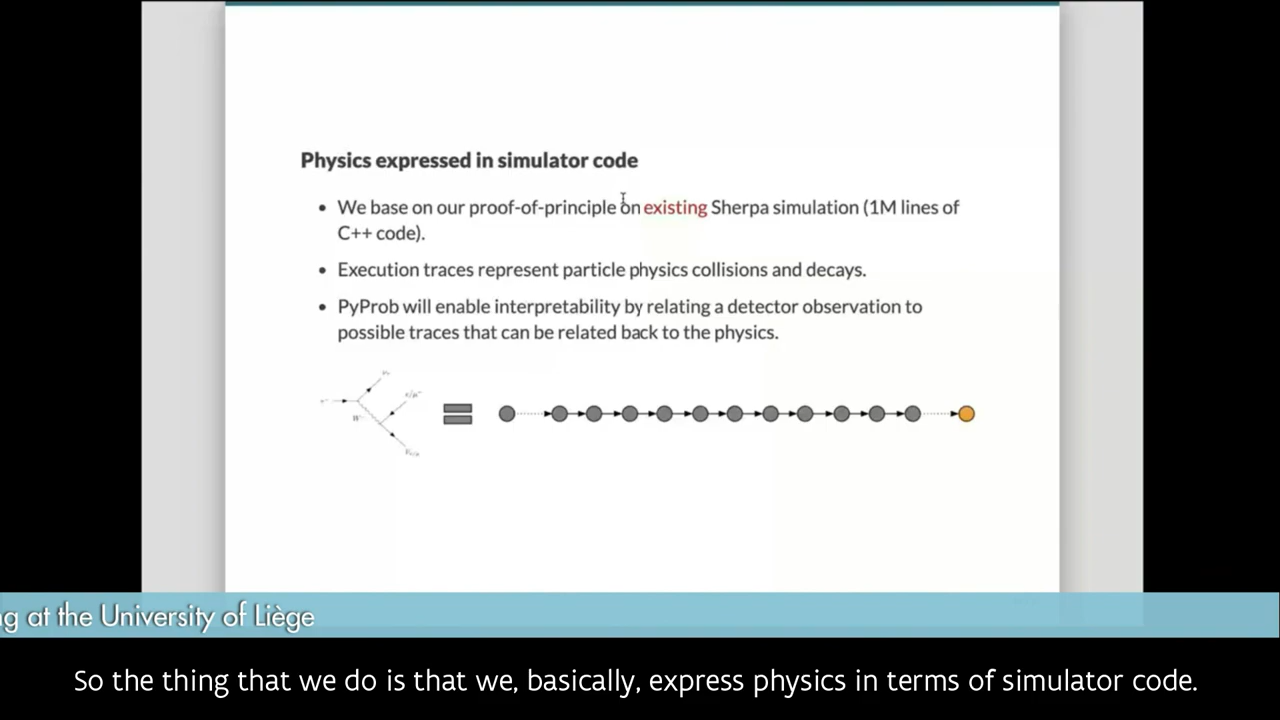 Physics expressed in simulator code
• We base on our proof-of-principle on existing Sherpa simulation (1M lines of
C++ code).
• Execution traces represent particle physics collisions and decays.
• PyProb will enable interpretability by relating a detector observation to
possible traces that can be related back to the physics.
ng at the University of Liège
So the thing that we do is that we, basically, express physics in terms of simulator code.